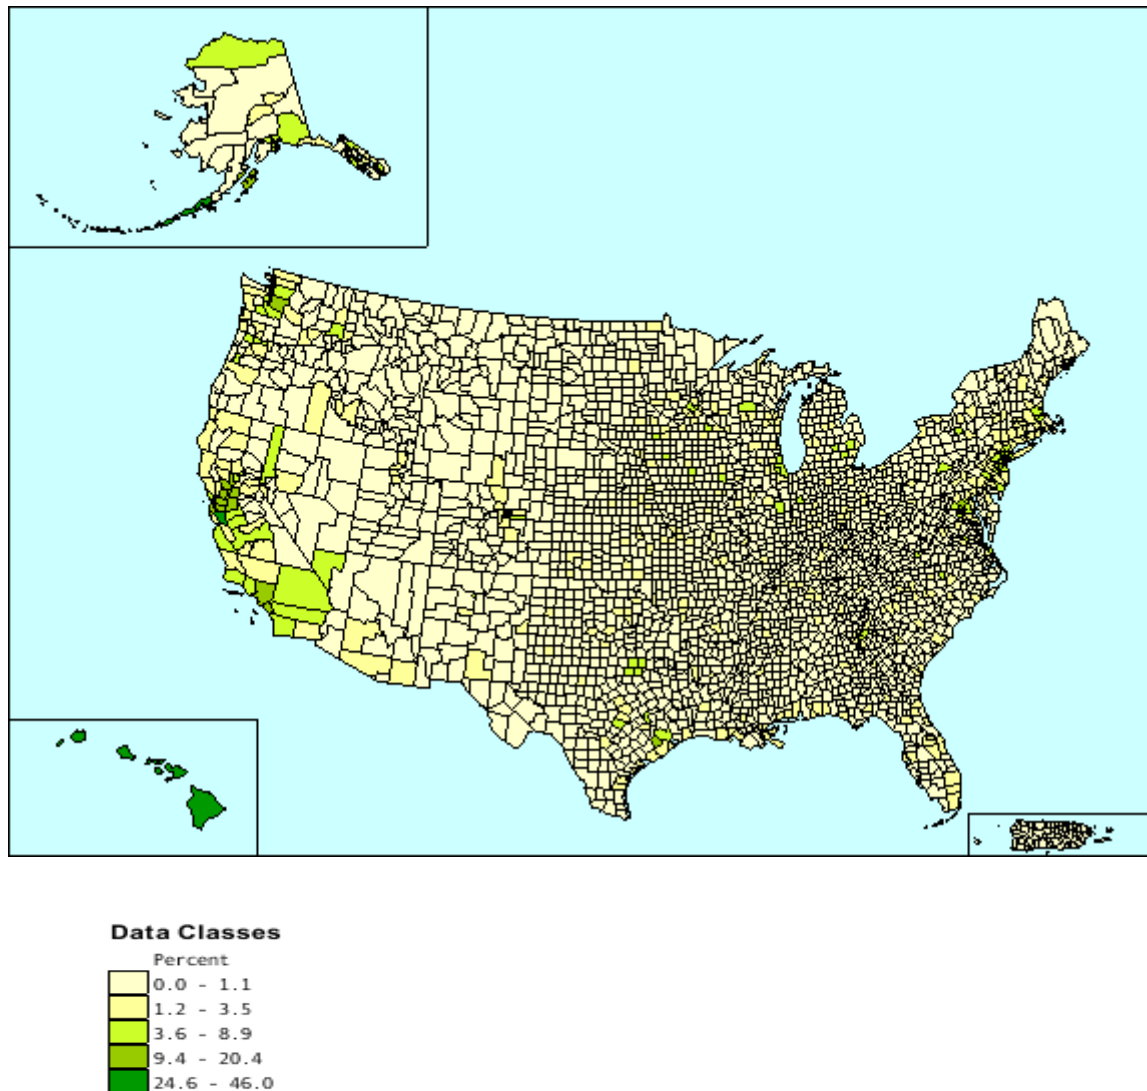 Data Classes
Percent
0.0 - 1.1
1.2 - 3.5
3.6 - 8.9
9.4 - 20.4
24.6 - 46.0